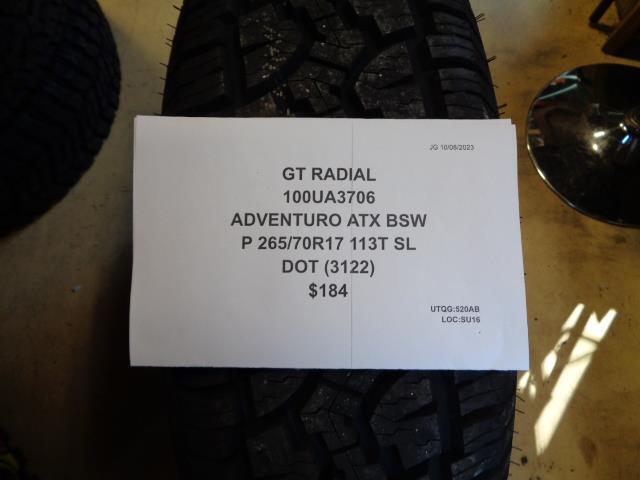 JG 10/06/2023
GT RADIAL
100UA3706
ADVENTURO ATX BSW
P 265/70R17 113T SL
DOT (3122)
$184
UTQG:520AB
LOC:SU16